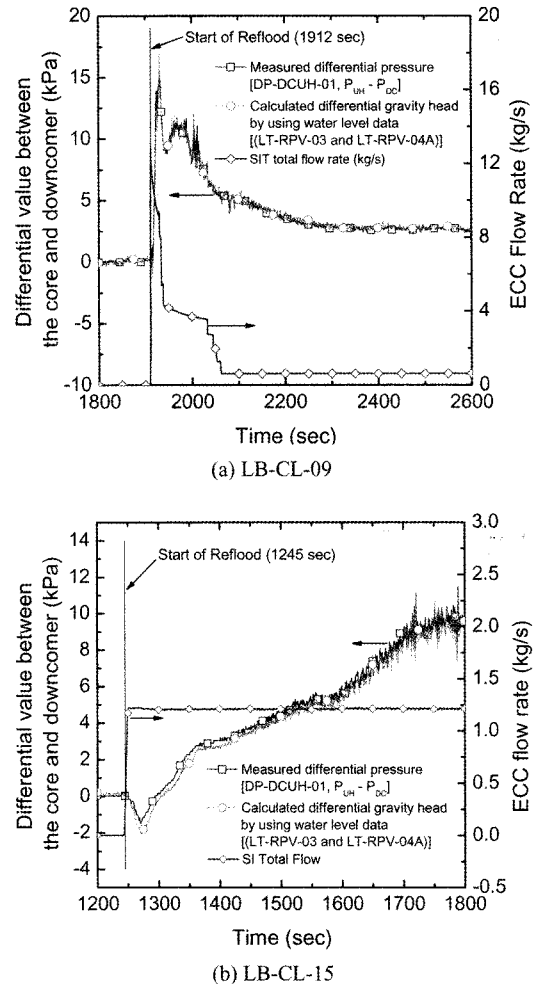 20
15
10
5
0
-5
-10
20
16
12
8
4
0
1800
2000
2200
2400
2600
Differential value between
the core and downcomer (kPa)
ECC Flow Rate (kg/s)
Start of Reflood (1912 sec)
Measured differential pressure
[DP-DCUH-01, P_UH - P_DC]
Calculated differential gravity head
by using water level data
[(LT-RPV-03 and LT-RPV-04A)]
SIT total flow rate (kg/s)
Time (sec)
(a) LB-CL-09
14
12
10
8
6
4
2
0
-2
-4
3.0
2.5
2.0
1.5
1.0
0.5
0.0
-0.5
1200
1300
1400
1500
1600
1700
1800
Differential value between
the core and downcomer (kPa)
ECC flow rate (kg/s)
Start of Reflood (1245 sec)
Measured differential pressure
[DP-DCUH-01, P_UH - P_DC]
Calculated differential gravity head
by using water level data
[(LT-RPV-03 and LT-RPV-04A)]
SI Total Flow
Time (sec)
(b) LB-CL-15